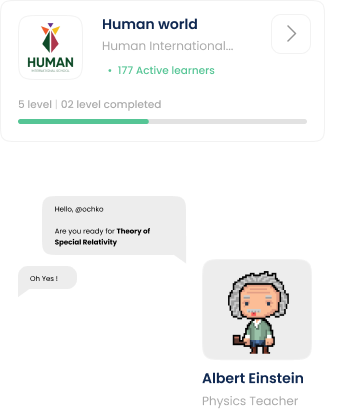 HUMAN
INTERNATIONAL SCHOOL
Human world
Human International...
• 177 Active learners
5 level | 02 level completed
Hello, @ochko
Are you ready for Theory of
Special Relativity
Oh Yes !
Albert Einstein
Physics Teacher